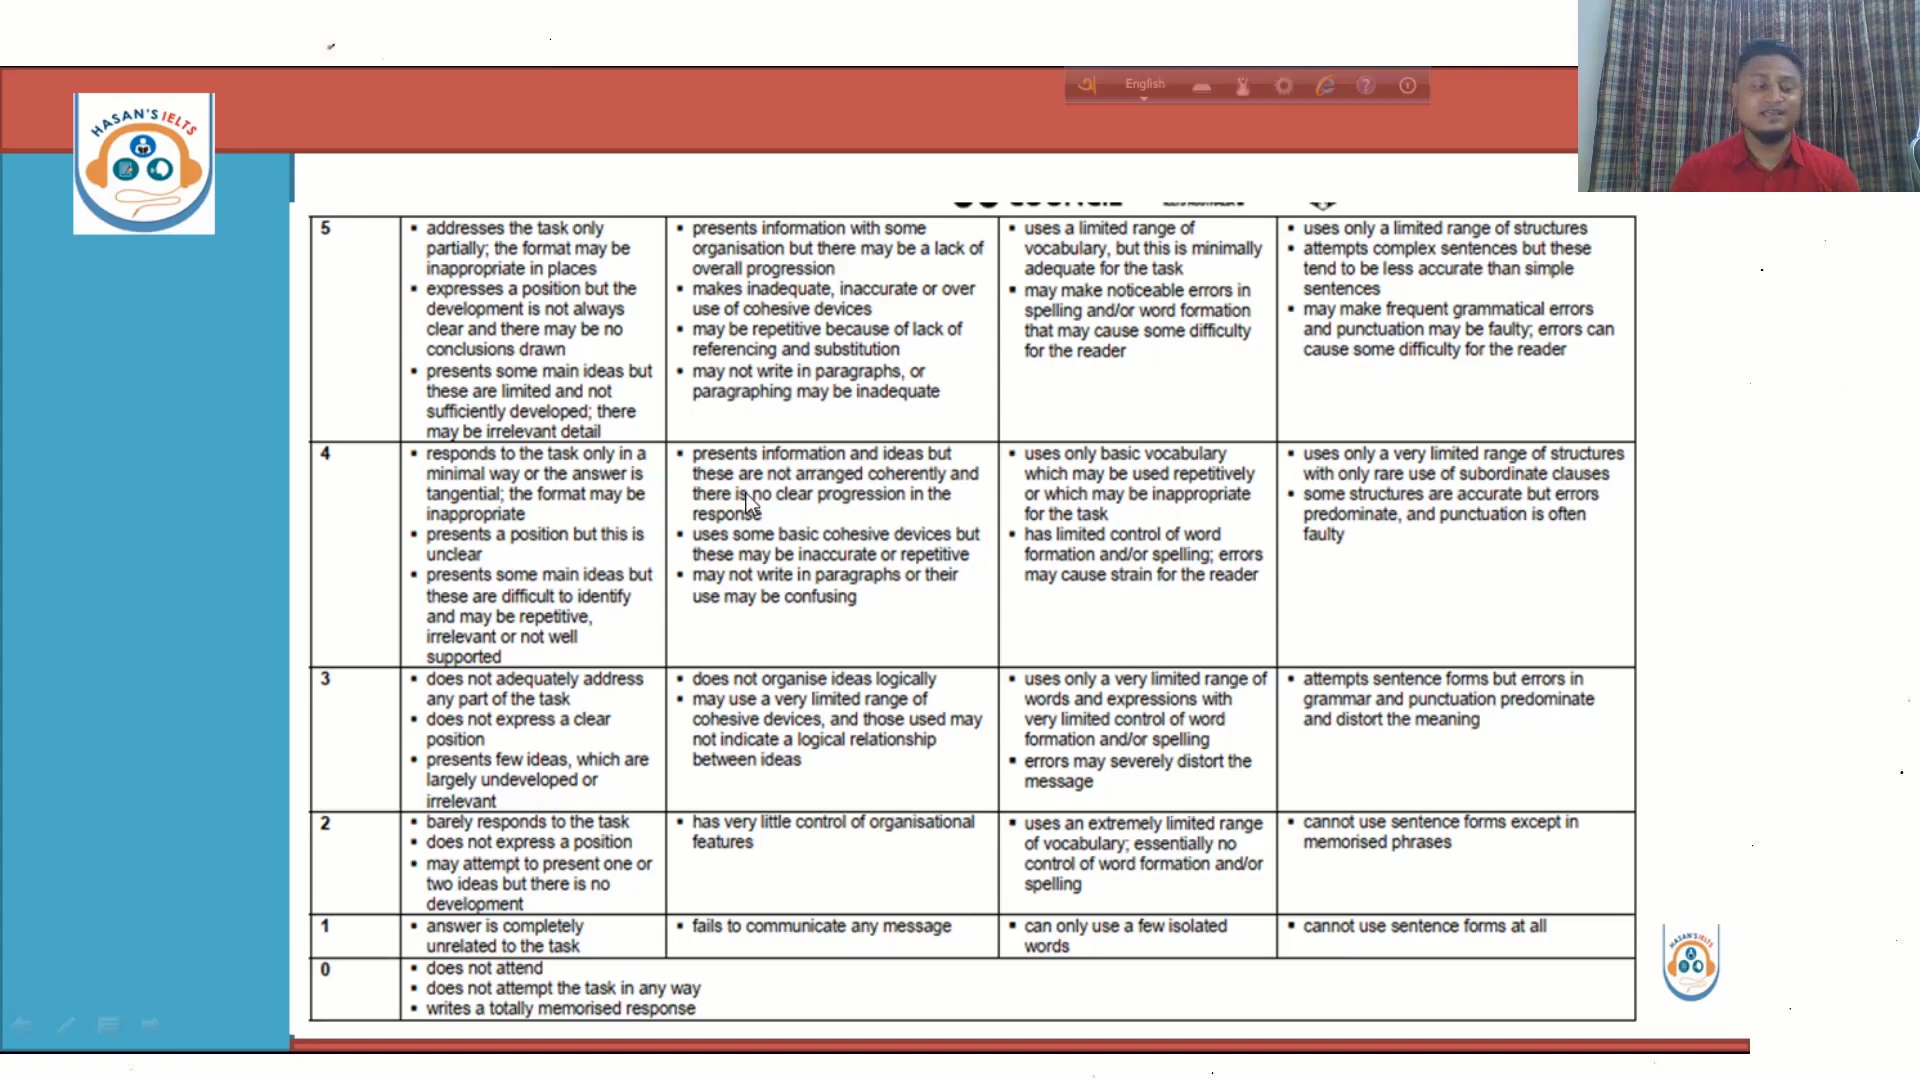 English
HASAN'S IELTS
COUNCIL
5
addresses the task only
partially; the format may be
inappropriate in places
expresses a position but the
development is not always
clear and there may be no
conclusions drawn
presents some main ideas but
these are limited and not
sufficiently developed; there
may be irrelevant detail
presents information with some
organisation but there may be a lack of
overall progression
makes inadequate, inaccurate or over
use of cohesive devices
may be repetitive because of lack of
referencing and substitution
may not write in paragraphs, or
paragraphing may be inadequate
uses a limited range of
vocabulary, but this is minimally
adequate for the task
may make noticeable errors in
spelling and/or word formation
that may cause some difficulty
for the reader
uses only a limited range of structures
attempts complex sentences but these
tend to be less accurate than simple
sentences
may make frequent grammatical errors
and punctuation may be faulty; errors can
cause some difficulty for the reader
4
responds to the task only in a
minimal way or the answer is
tangential; the format may be
inappropriate
presents a position but this is
unclear
presents some main ideas but
these are difficult to identify
and may be repetitive,
irrelevant or not well
supported
presents information and ideas but
these are not arranged coherently and
there is no clear progression in the
response
uses some basic cohesive devices but
these may be inaccurate or repetitive
may not write in paragraphs or their
use may be confusing
uses only basic vocabulary
which may be used repetitively
or which may be inappropriate
for the task
has limited control of word
formation and/or spelling; errors
may cause strain for the reader
uses only a very limited range of structures
with only rare use of subordinate clauses
some structures are accurate but errors
predominate, and punctuation is often
faulty
3
does not adequately address
any part of the task
does not express a clear
position
presents few ideas, which are
largely undeveloped or
irrelevant
does not organise ideas logically
may use a very limited range of
cohesive devices, and those used may
not indicate a logical relationship
between ideas
uses only a very limited range of
words and expressions with
very limited control of word
formation and/or spelling
errors may severely distort the
message
attempts sentence forms but errors in
grammar and punctuation predominate
and distort the meaning
2
barely responds to the task
does not express a position
may attempt to present one or
two ideas but there is no
development
has very little control of organisational
features
uses an extremely limited range
of vocabulary; essentially no
control of word formation and/or
spelling
cannot use sentence forms except in
memorised phrases
1
answer is completely
unrelated to the task
fails to communicate any message
can only use a few isolated
words
cannot use sentence forms at all
0
does not attend
does not attempt the task in any way
writes a totally memorised response
HASAN'S IELTS